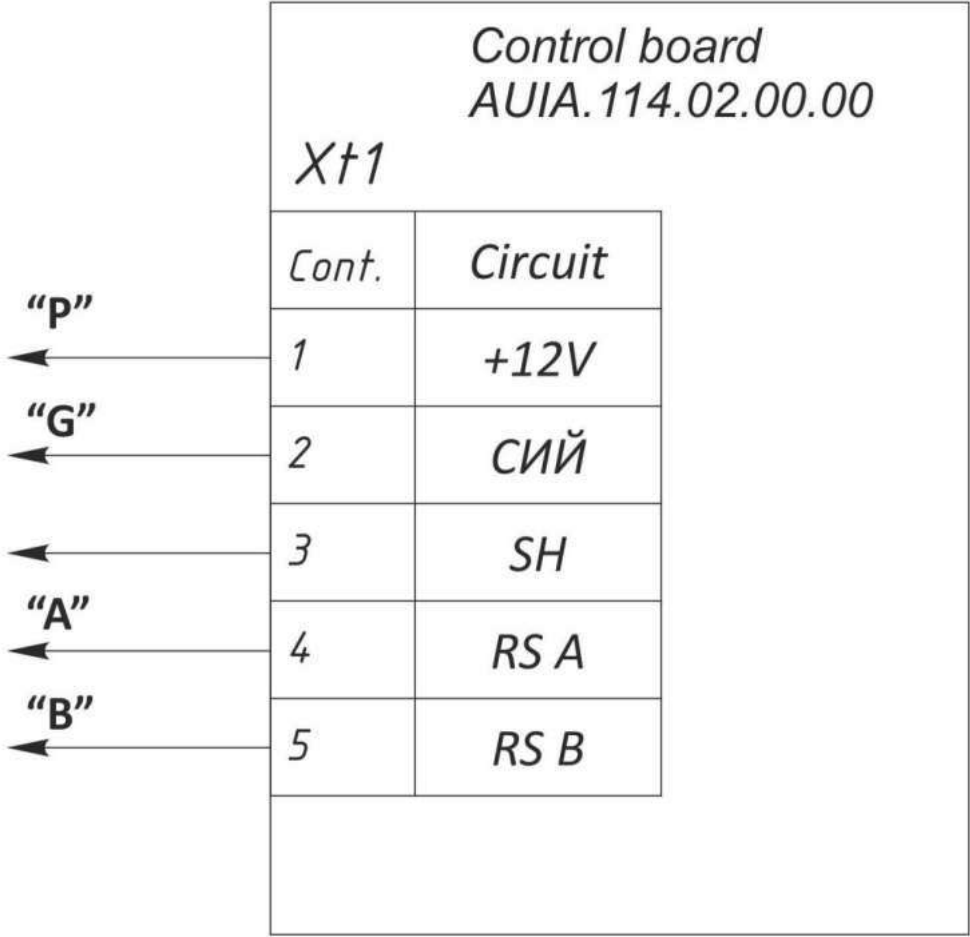 Control board
AUIA.114.02.00.00
Xt1
Cont. Circuit
“P”
1 +12V
“G”
2 СИЙ
3 SH
“A”
4 RS A
“B”
5 RS B